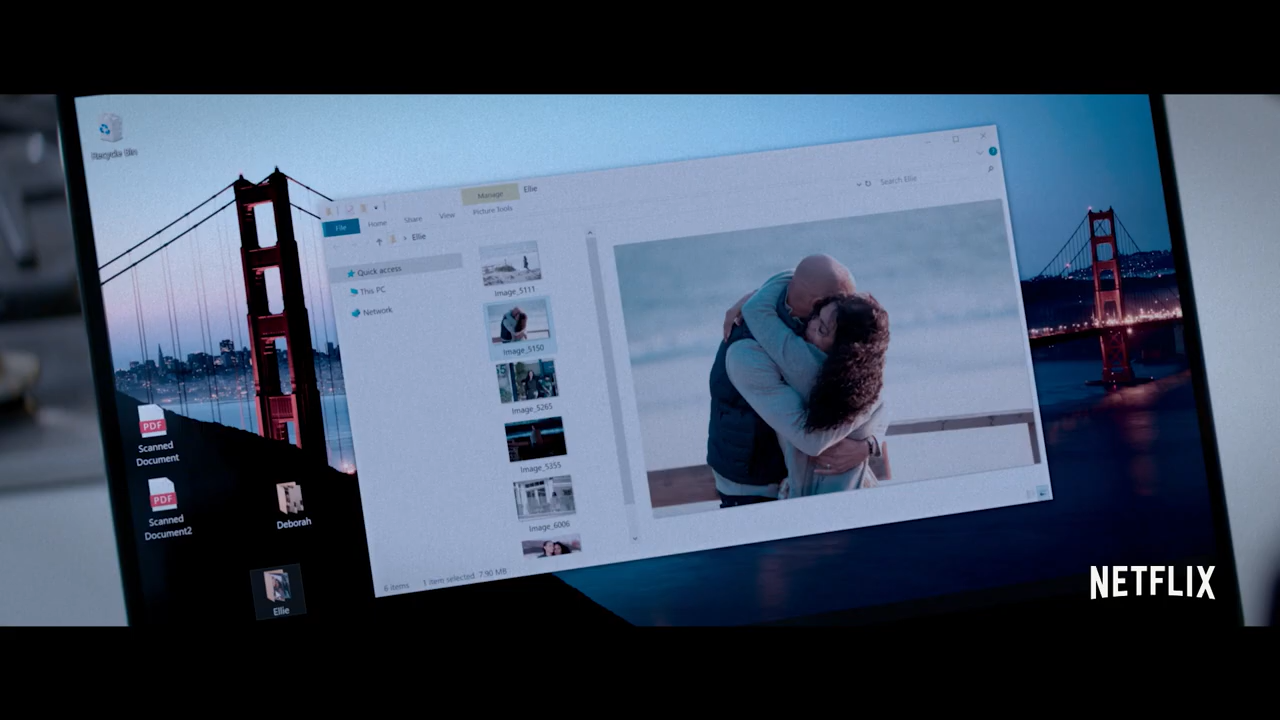 Recycle Bin
Manage
Ellie
File
Home
Share
View
Picture Tools
Ellie
Search Ellie
Quick access
This PC
Network
Image_5111
Image_5150
Image_5265
Image_5355
Image_6006
6 items
1 item selected 7.90 MB
PDF
Scanned
Document
PDF
Scanned
Document2
Deborah
Ellie
NETFLIX